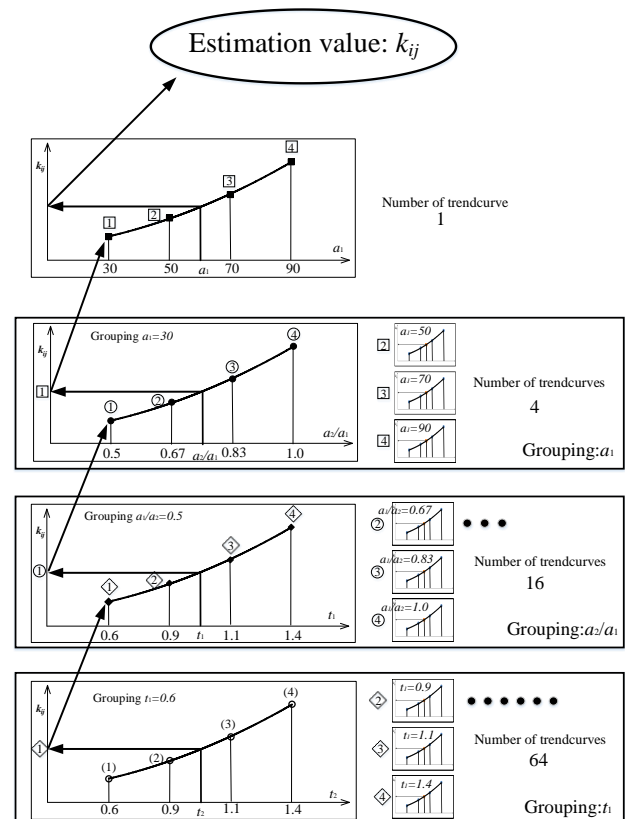 Estimation value: kij
kij
1
2
3
4
30
50
a1
70
90
a1
Number of trendcurve
1
Grouping a1=30
kij
1
①
②
③
④
0.5
0.67
a2/a1
0.83
1.0
a2/a1
2
a1=50
3
a1=70
4
a1=90
Number of trendcurves
4
Grouping:a1
Grouping a1/a2=0.5
kij
①
1
2
3
4
0.6
0.9
t1
1.1
1.4
t1
②
a1/a2=0.67
③
a1/a2=0.83
④
a1/a2=1.0
Number of trendcurves
16
Grouping:a2/a1
Grouping t1=0.6
kij
1
(1)
(2)
(3)
(4)
0.6
0.9
t2
1.1
1.4
t2
2
t1=0.9
3
t1=1.1
4
t1=1.4
Number of trendcurves
64
Grouping:t1